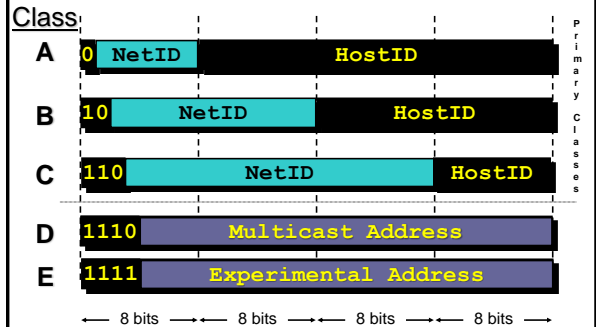 Class
A 0 NetID HostID
B 10 NetID HostID
C 110 NetID HostID
Primary Classes
D 1110 Multicast Address
E 1111 Experimental Address
8 bits 8 bits 8 bits 8 bits